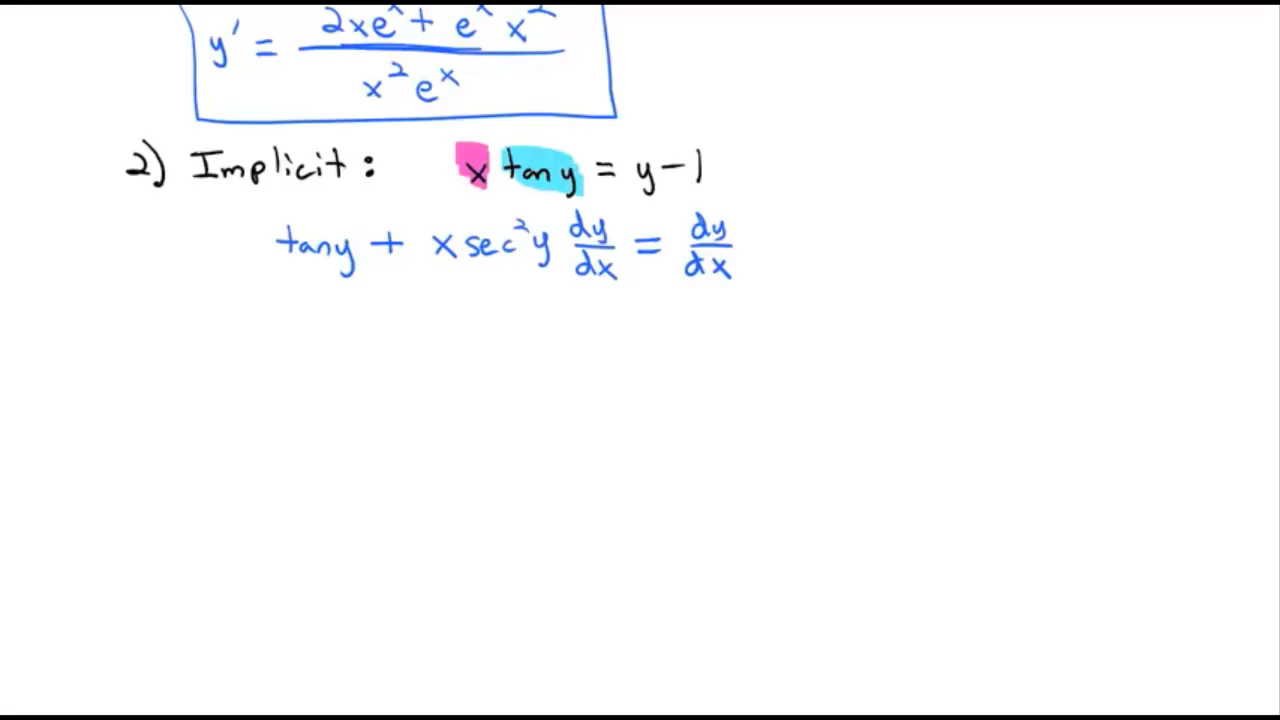 y' = (2xe^x + e^x x^2) / (x^2 e^x)
2) Implicit: x tan y = y - 1
tan y + x sec^2 y dy/dx = dy/dx